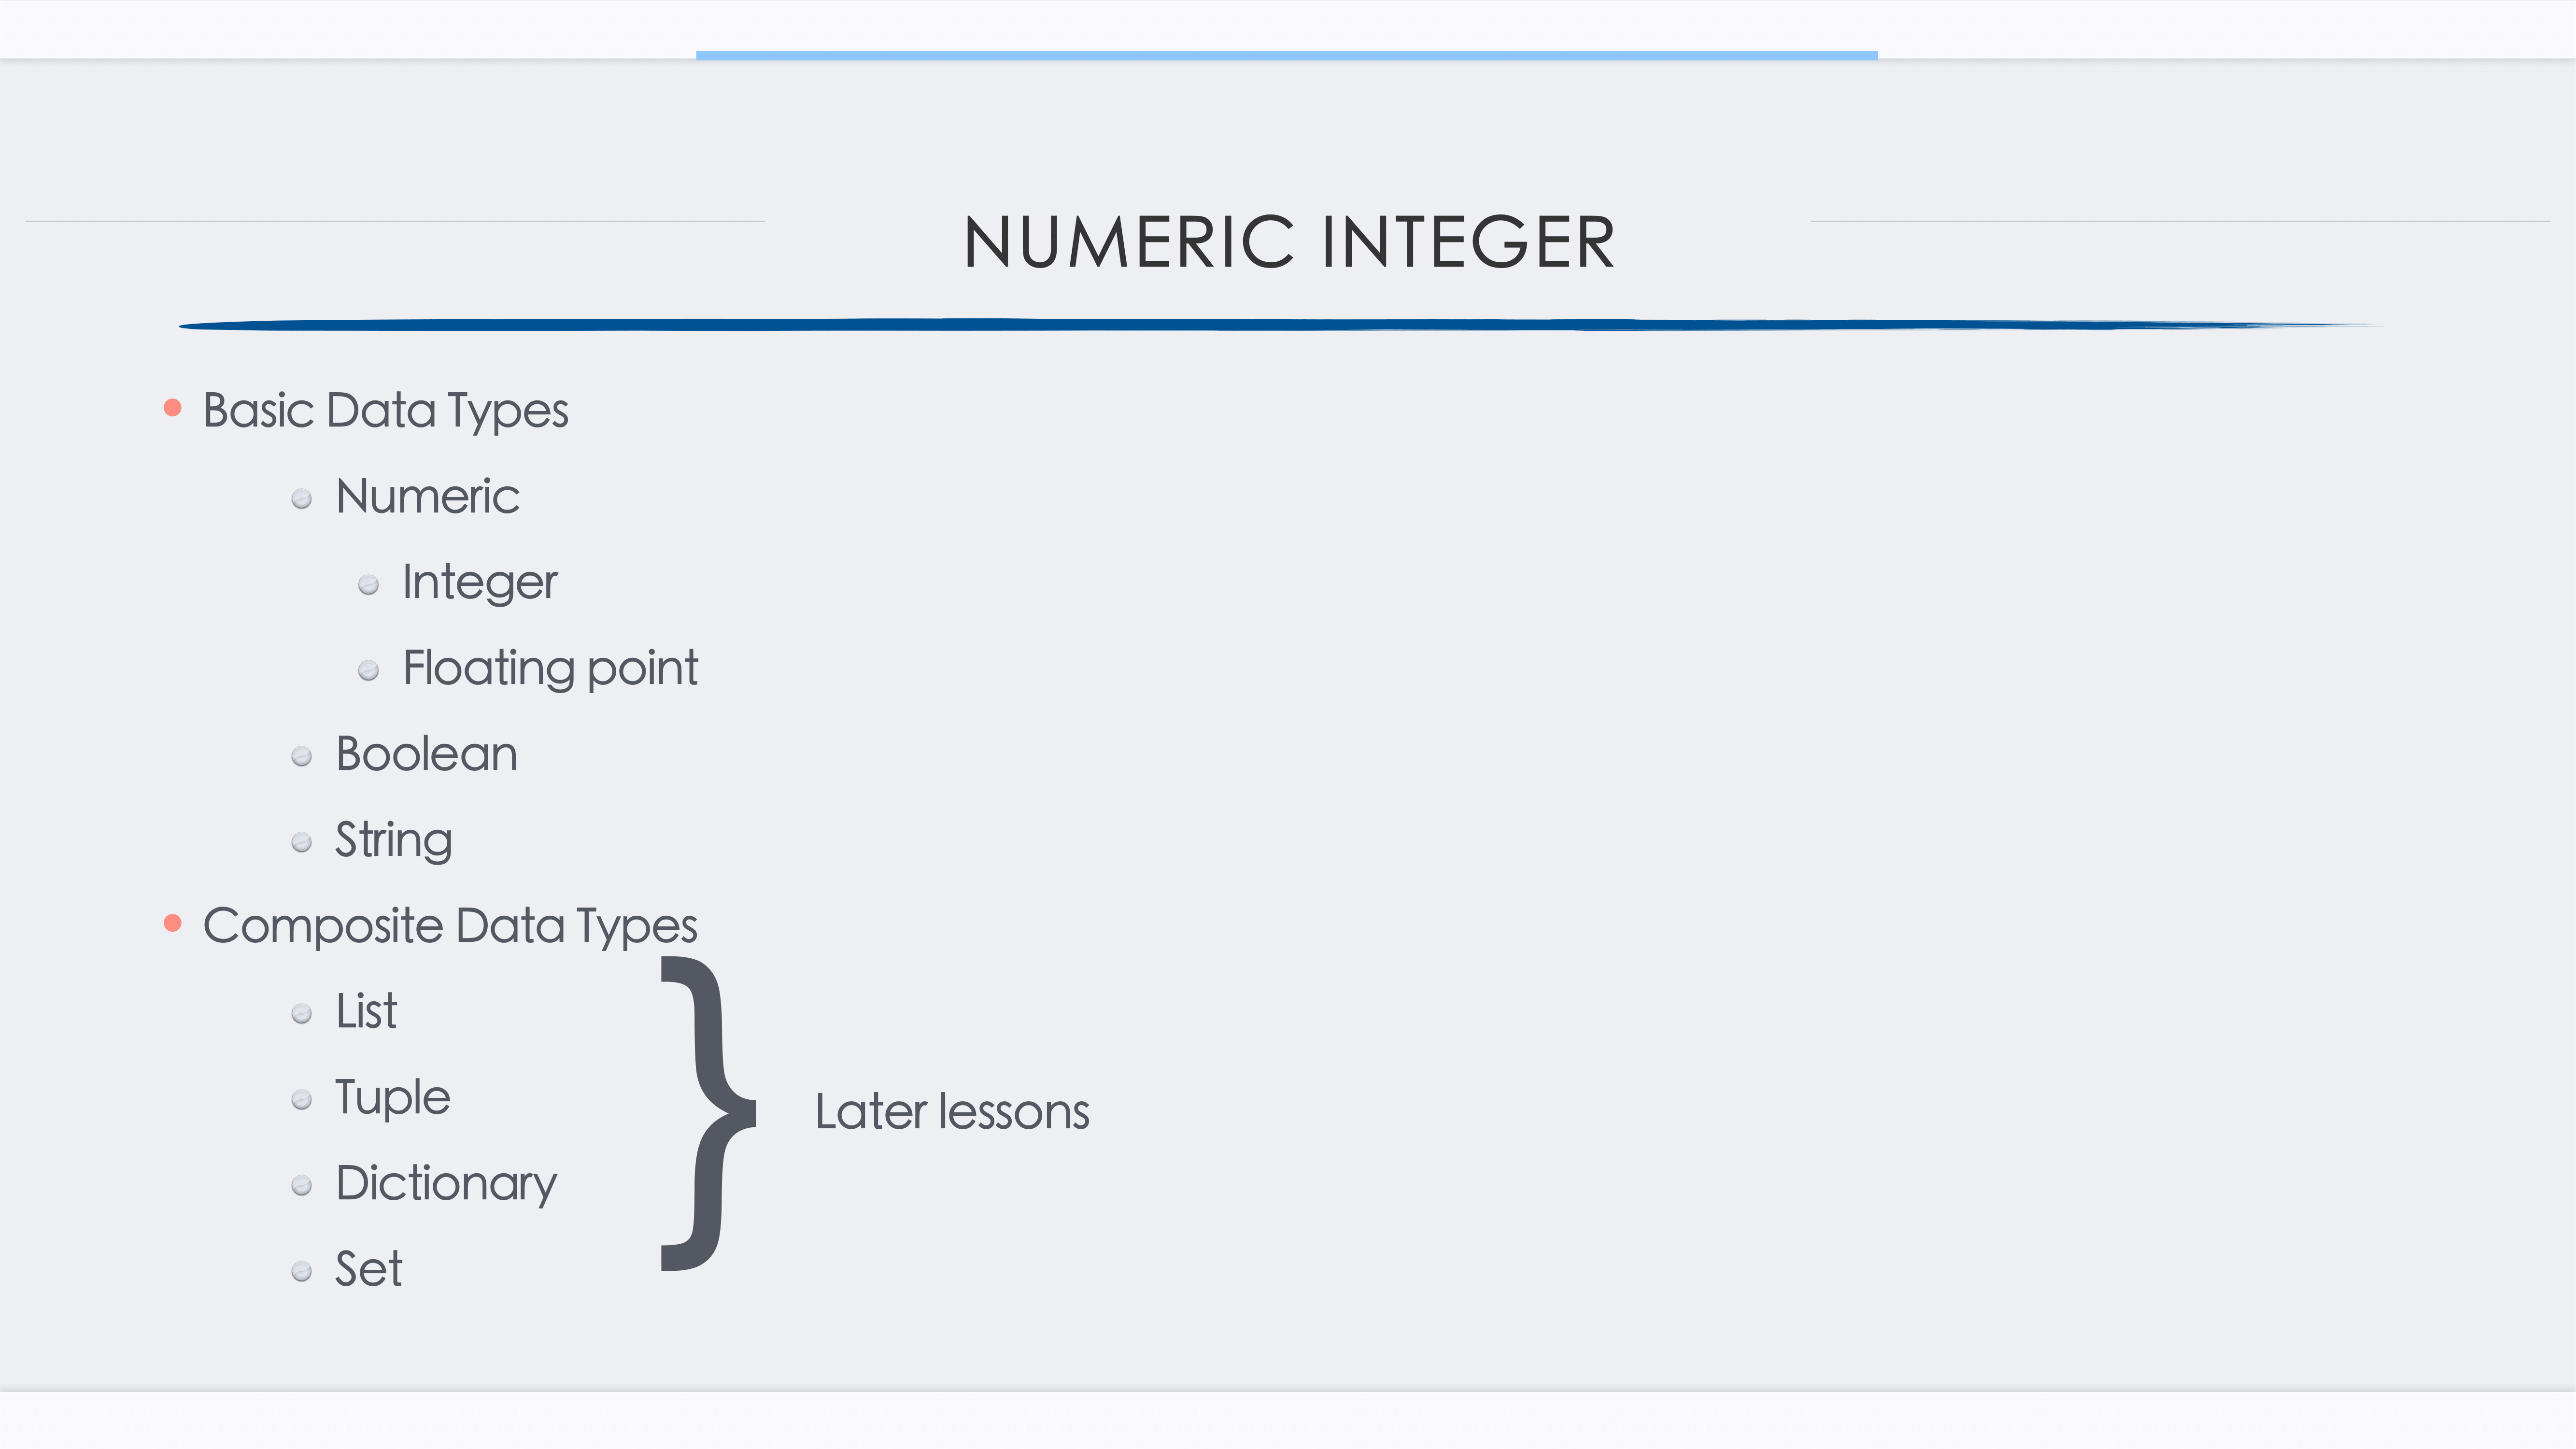 NUMERIC INTEGER
• Basic Data Types
Numeric
Integer
Floating point
Boolean
String
• Composite Data Types
List
Tuple
Dictionary
Set
} Later lessons